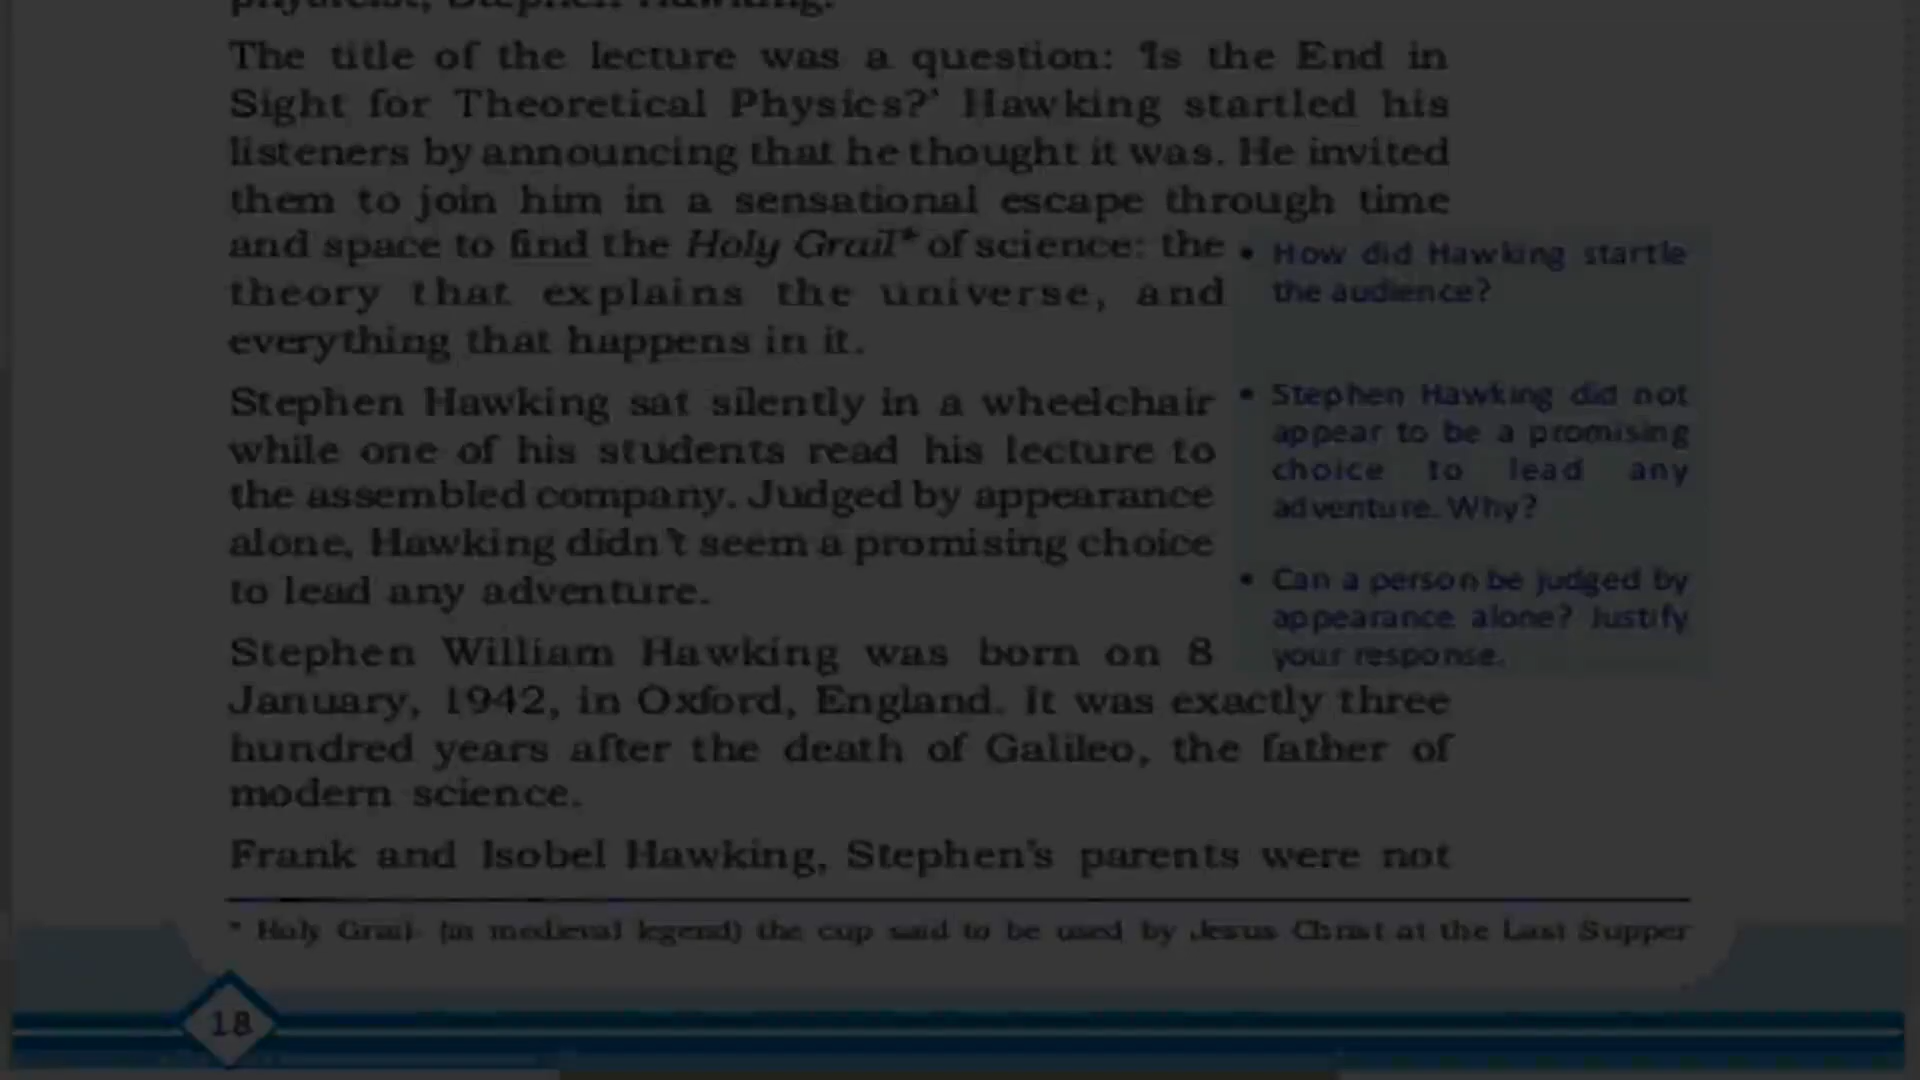 physicist, Stephen Hawking.
The title of the lecture was a question: 'Is the End in
Sight for Theoretical Physics?' Hawking startled his
listeners by announcing that he thought it was. He invited
them to join him in a sensational escape through time
and space to find the Holy Grail* of science: the
theory that explains the universe, and
everything that happens in it.
• How did Hawking startle
the audience?
Stephen Hawking sat silently in a wheelchair
while one of his students read his lecture to
the assembled company. Judged by appearance
alone, Hawking didn't seem a promising choice
to lead any adventure.
• Stephen Hawking did not
appear to be a promising
choice to lead any
adventure. Why?
• Can a person be judged by
appearance alone? Justify
your response.
Stephen William Hawking was born on 8
January, 1942, in Oxford, England. It was exactly three
hundred years after the death of Galileo, the father of
modern science.
Frank and Isobel Hawking, Stephen's parents were not
* Holy Grail- (in medieval legend) the cup said to be used by Jesus Christ at the Last Supper
18